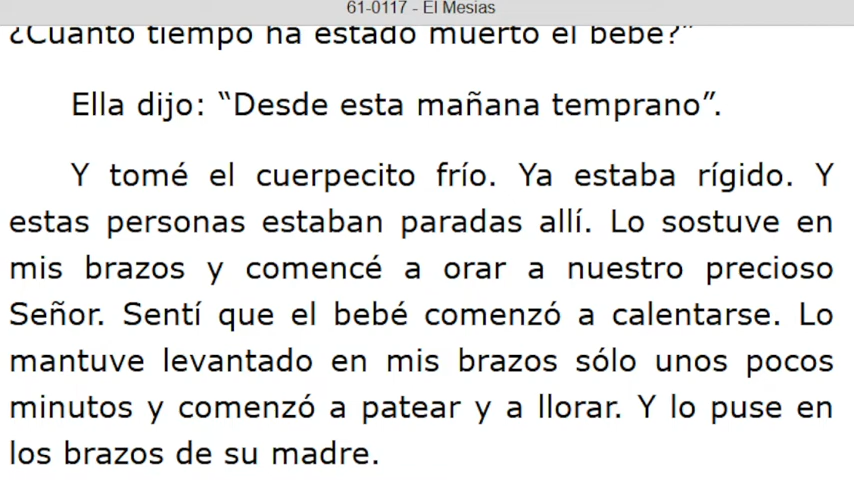 61-0117 - El Mesias
¿Cuánto tiempo ha estado muerto el bebé?”
Ella dijo: “Desde esta mañana temprano”.
Y tomé el cuerpecito frío. Ya estaba rígido. Y
estas personas estaban paradas allí. Lo sostuve en
mis brazos y comencé a orar a nuestro precioso
Señor. Sentí que el bebé comenzó a calentarse. Lo
mantuve levantado en mis brazos sólo unos pocos
minutos y comenzó a patear y a llorar. Y lo puse en
los brazos de su madre.